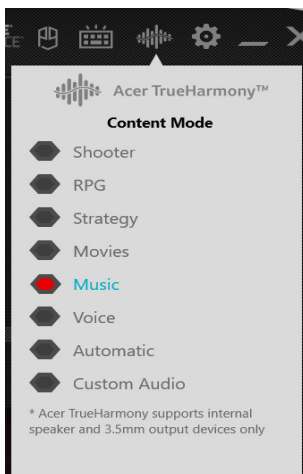 Acer TrueHarmony™
Content Mode
Shooter
RPG
Strategy
Movies
Music
Voice
Automatic
Custom Audio
* Acer TrueHarmony supports internal
speaker and 3.5mm output devices only